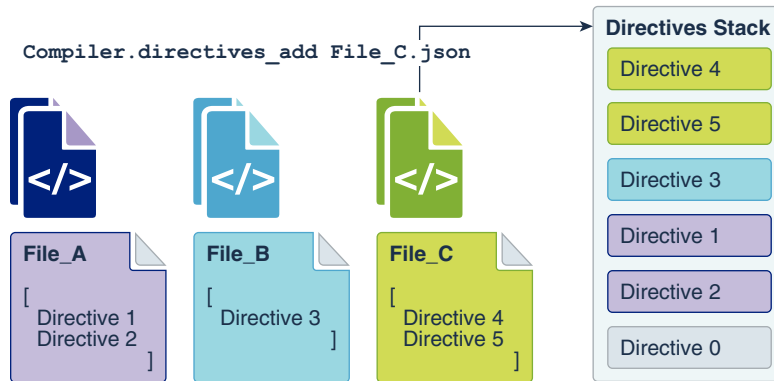 Compiler.directives_add File_C.json
</>
</>
</>
File_A
[
Directive 1
Directive 2
]
File_B
[
Directive 3
]
File_C
[
Directive 4
Directive 5
]
Directives Stack
Directive 4
Directive 5
Directive 3
Directive 1
Directive 2
Directive 0